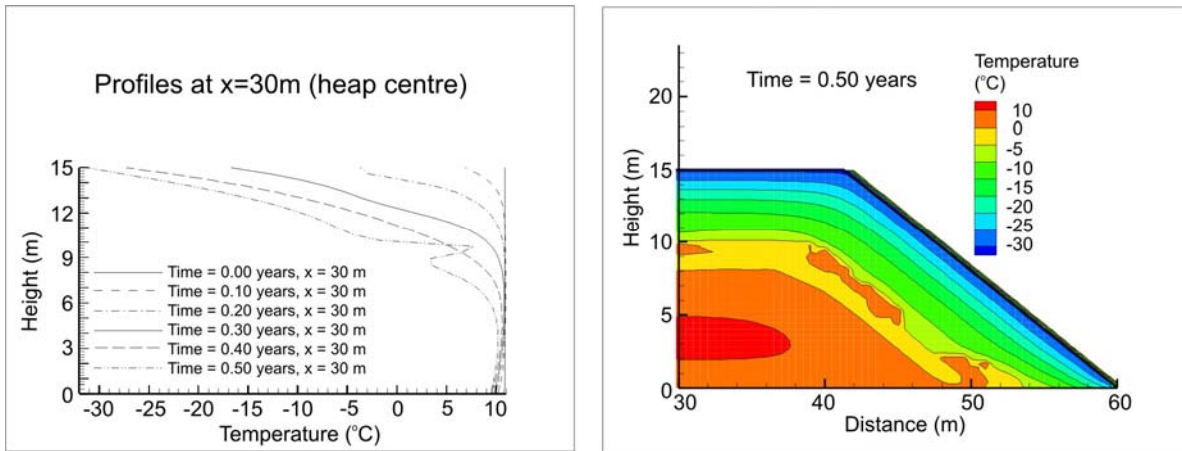 Profiles at x=30m (heap centre)
Height (m)
15
12
9
6
3
0
Time = 0.00 years, x = 30 m
Time = 0.10 years, x = 30 m
Time = 0.20 years, x = 30 m
Time = 0.30 years, x = 30 m
Time = 0.40 years, x = 30 m
Time = 0.50 years, x = 30 m
-30 -25 -20 -15 -10 -5 0 5 10
Temperature (°C)
Time = 0.50 years
Temperature
(°C)
10
0
-5
-10
-15
-20
-25
-30
Height (m)
20
15
10
5
0
30 40 50 60
Distance (m)